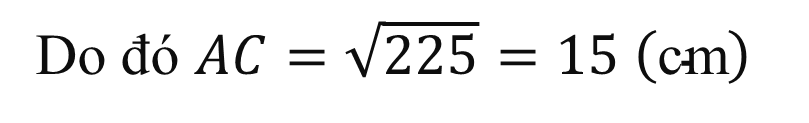 Do đó AC = √225 = 15 (cm)